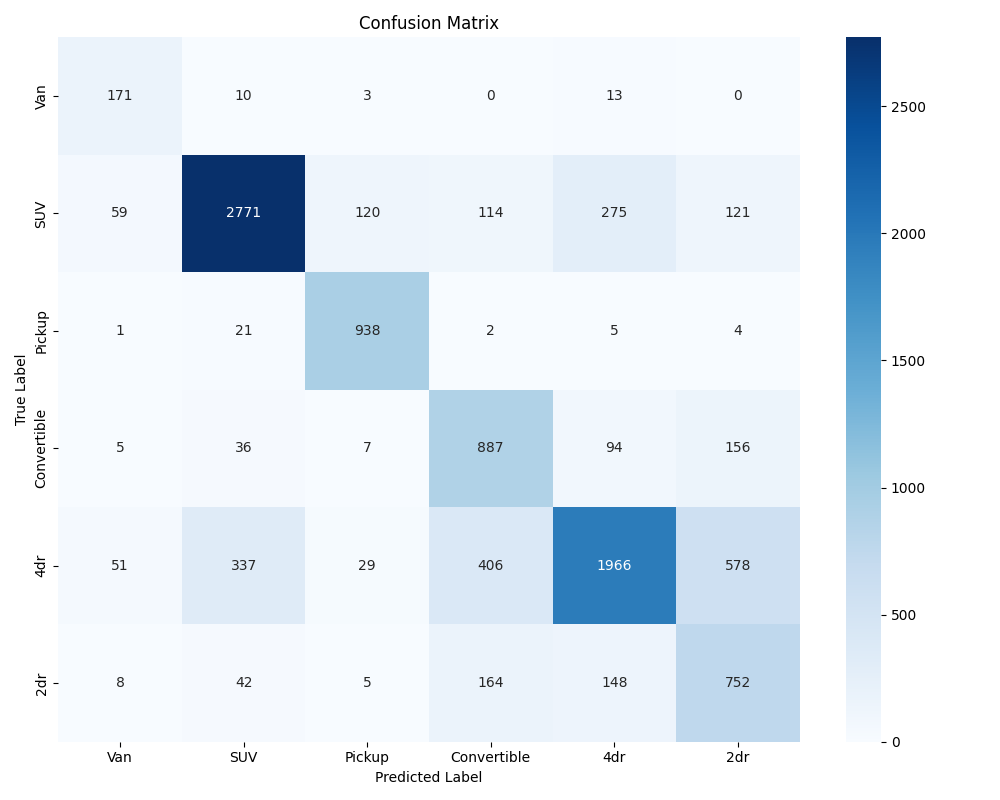 Confusion Matrix
True Label
Van 171 10 3 0 13 0
SUV 59 2771 120 114 275 121
Pickup 1 21 938 2 5 4
Convertible 5 36 7 887 94 156
4dr 51 337 29 406 1966 578
2dr 8 42 5 164 148 752
Van SUV Pickup Convertible 4dr 2dr
Predicted Label
2500
2000
1500
1000
500
0